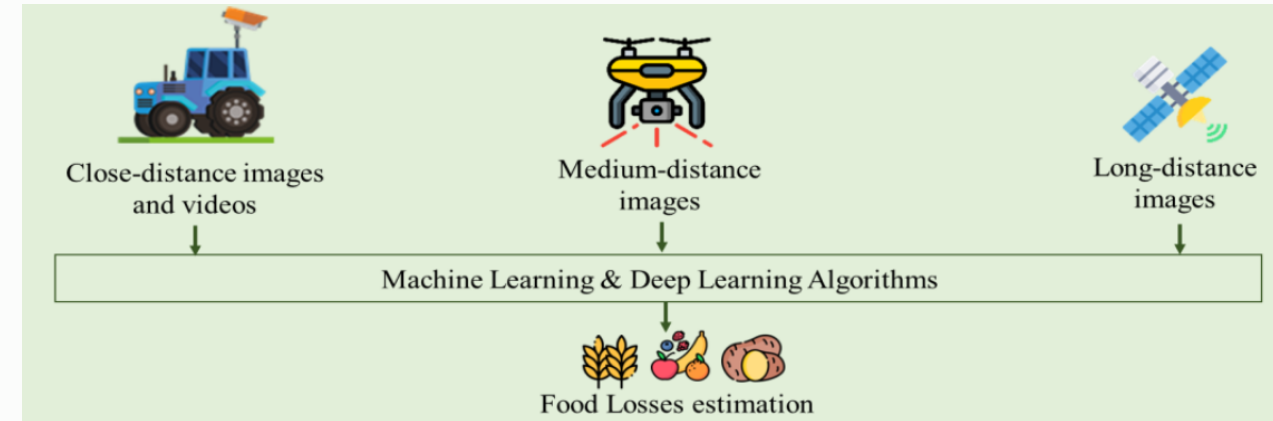 Close-distance images
and videos
Medium-distance
images
Long-distance
images
Machine Learning & Deep Learning Algorithms
Food Losses estimation